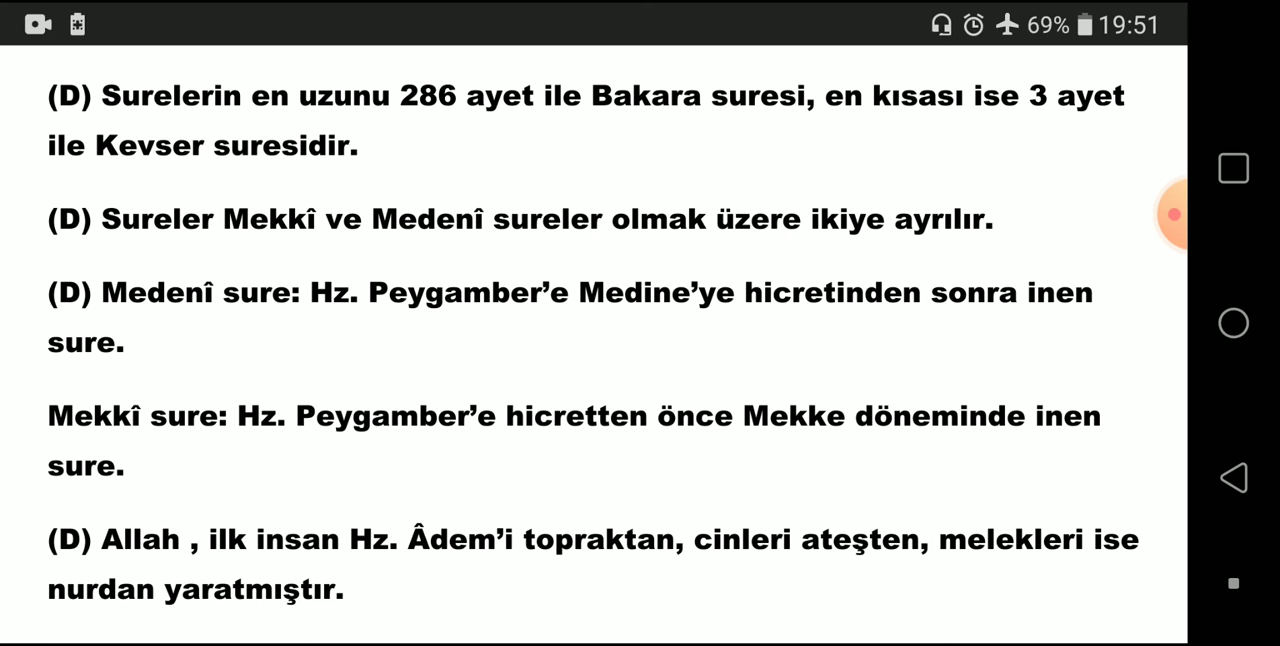 69% 19:51
(D) Surelerin en uzunu 286 ayet ile Bakara suresi, en kısası ise 3 ayet
ile Kevser suresidir.
(D) Sureler Mekkî ve Medenî sureler olmak üzere ikiye ayrılır.
(D) Medenî sure: Hz. Peygamber’e Medine’ye hicretinden sonra inen
sure.
Mekkî sure: Hz. Peygamber’e hicretten önce Mekke döneminde inen
sure.
(D) Allah , ilk insan Hz. Âdem’i topraktan, cinleri ateşten, melekleri ise
nurdan yaratmıştır.